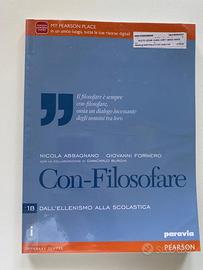 MY PEARSON PLACE
in un unico luogo, tutte le tue risorse digitali
Il filosofare è sempre
con-filosofare,
ossia un dialogo incessante
degli uomini tra loro
NICOLA ABBAGNANO GIOVANNI FORNERO
CON LA COLLABORAZIONE DI GIANCARLO BURGHI
Con-Filosofare
1B DALL'ELLENISMO ALLA SCOLASTICA
paravia
PEARSON